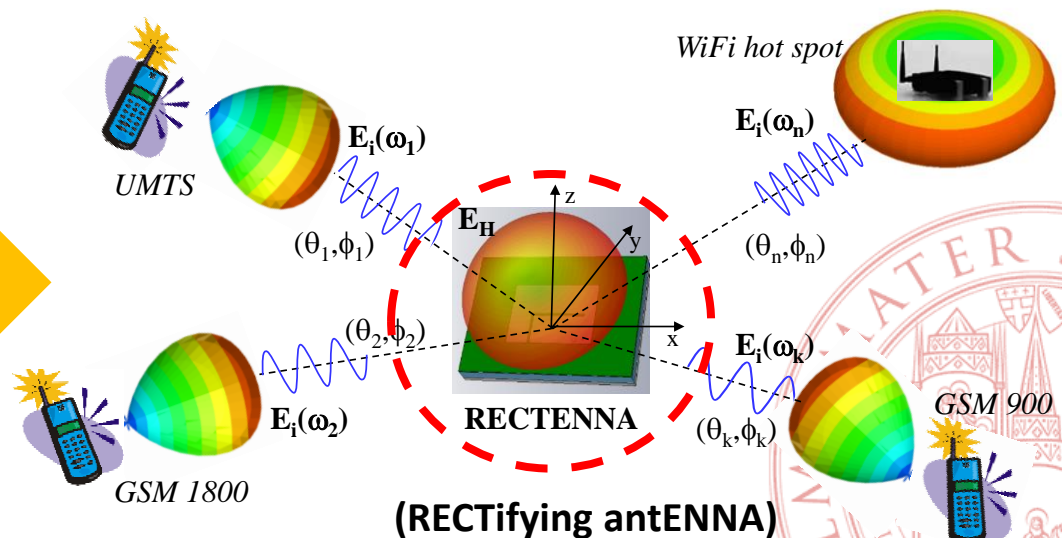 WiFi hot spot
E_i(ω_1)
E_i(ω_n)
UMTS
E_H
z
y
x
(θ_1,ϕ_1)
(θ_n,ϕ_n)
(θ_2,ϕ_2)
E_i(ω_k)
E_i(ω_2)
RECTENNA
(θ_k,ϕ_k)
GSM 900
GSM 1800
(RECTifying antENNA)
ATER S